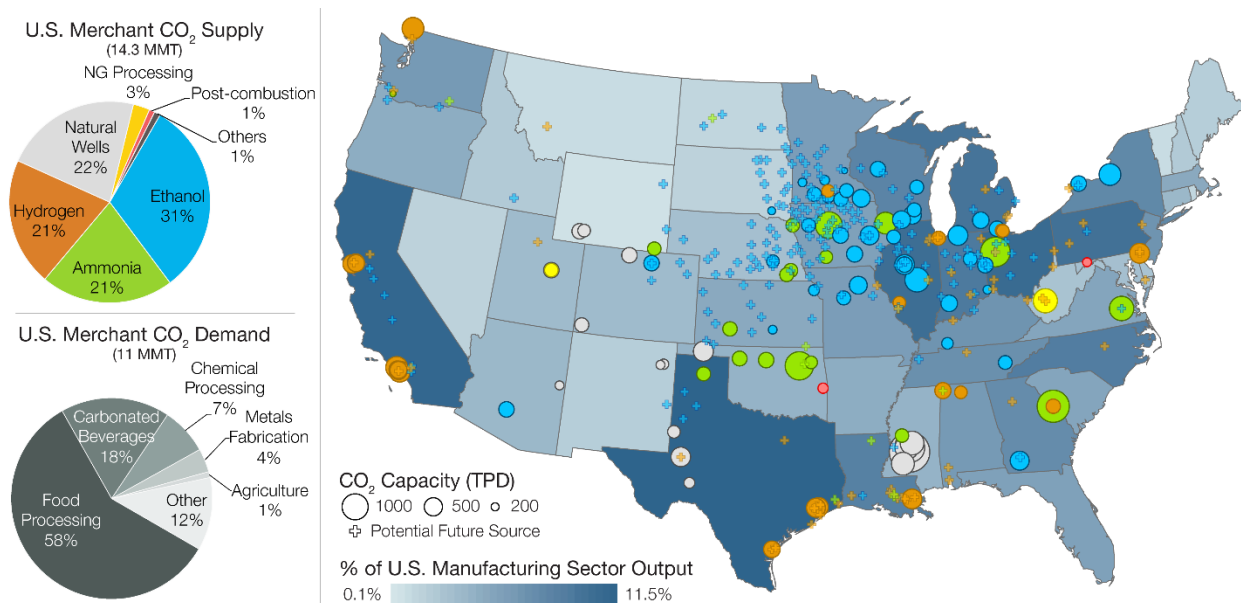 U.S. Merchant CO₂ Supply
(14.3 MMT)
NG Processing
3%
Post-combustion
1%
Others
1%
Natural
Wells
22%
Ethanol
31%
Hydrogen
21%
Ammonia
21%
U.S. Merchant CO₂ Demand
(11 MMT)
Chemical
Processing
7%
Metals
Fabrication
4%
Carbonated
Beverages
18%
Agriculture
1%
Food
Processing
58%
Other
12%
CO₂ Capacity (TPD)
1000 500 200
Potential Future Source
% of U.S. Manufacturing Sector Output
0.1% 11.5%